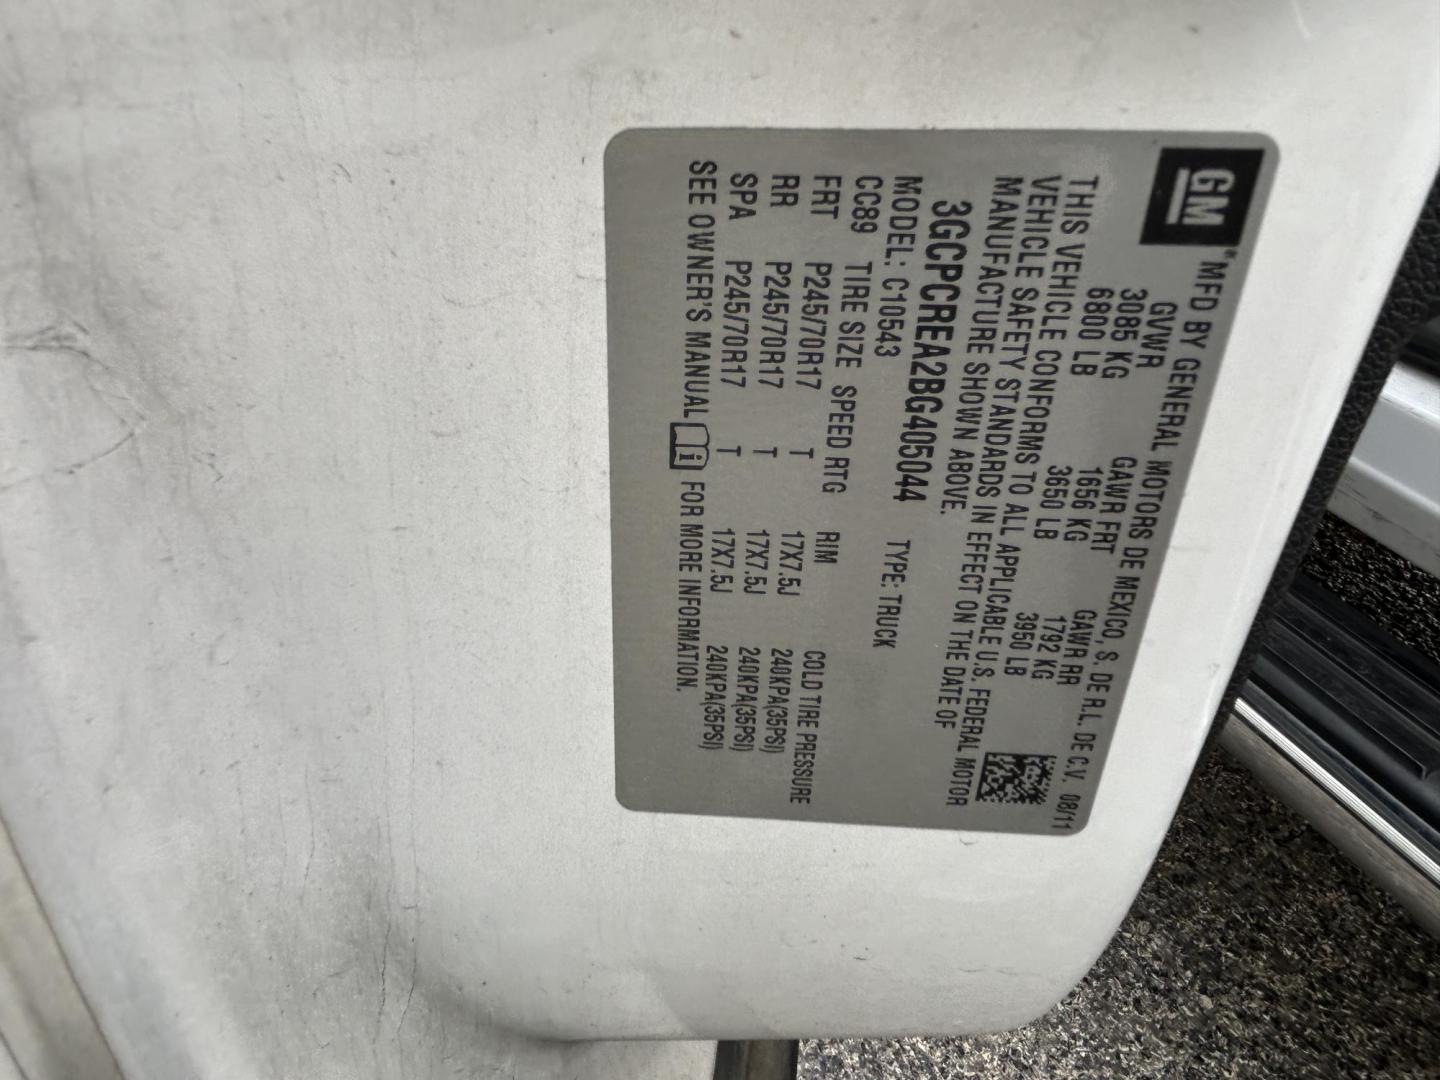 GM® MFD BY GENERAL MOTORS DE MEXICO, S. DE R.L. DE C.V. 08/11
GVWR GAWR FRT GAWR RR
3085 KG 1656 KG 1792 KG
6800 LB 3650 LB 3950 LB
THIS VEHICLE CONFORMS TO ALL APPLICABLE U.S. FEDERAL MOTOR
VEHICLE SAFETY STANDARDS IN EFFECT ON THE DATE OF
MANUFACTURE SHOWN ABOVE.
3GCPCREA2BG405044 TYPE: TRUCK
MODEL: C10543
CC89 TIRE SIZE SPEED RTG RIM COLD TIRE PRESSURE
FRT P245/70R17 T 17X7.5J 240KPA(35PSI)
RR P245/70R17 T 17X7.5J 240KPA(35PSI)
SPA P245/70R17 T 17X7.5J 240KPA(35PSI)
SEE OWNER'S MANUAL i FOR MORE INFORMATION.